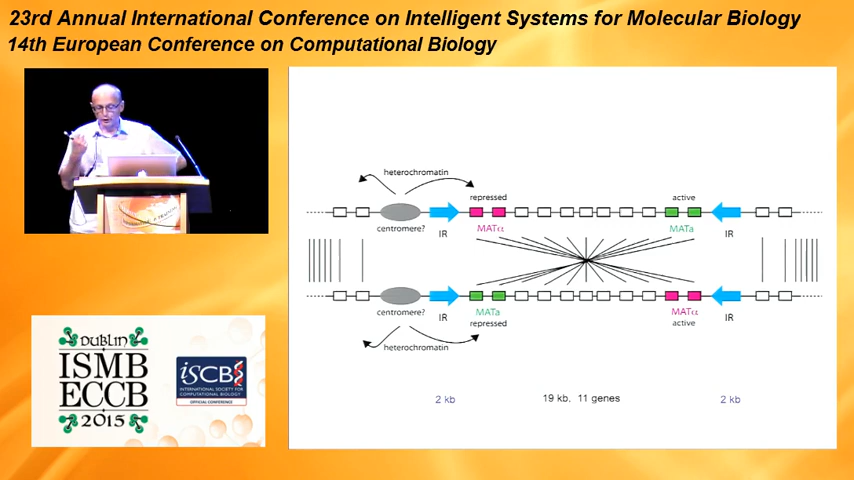 23rd Annual International Conference on Intelligent Systems for Molecular Biology
14th European Conference on Computational Biology
heterochromatin
repressed
active
centromere?
IR
MATα
MATa
IR
centromere?
IR
MATa
repressed
MATα
active
IR
heterochromatin
2 kb
19 kb, 11 genes
2 kb
DUBLIN
ISMB
ECCB
2015
ISCB
INTERNATIONAL SOCIETY FOR
COMPUTATIONAL BIOLOGY
OFFICIAL CONFERENCE